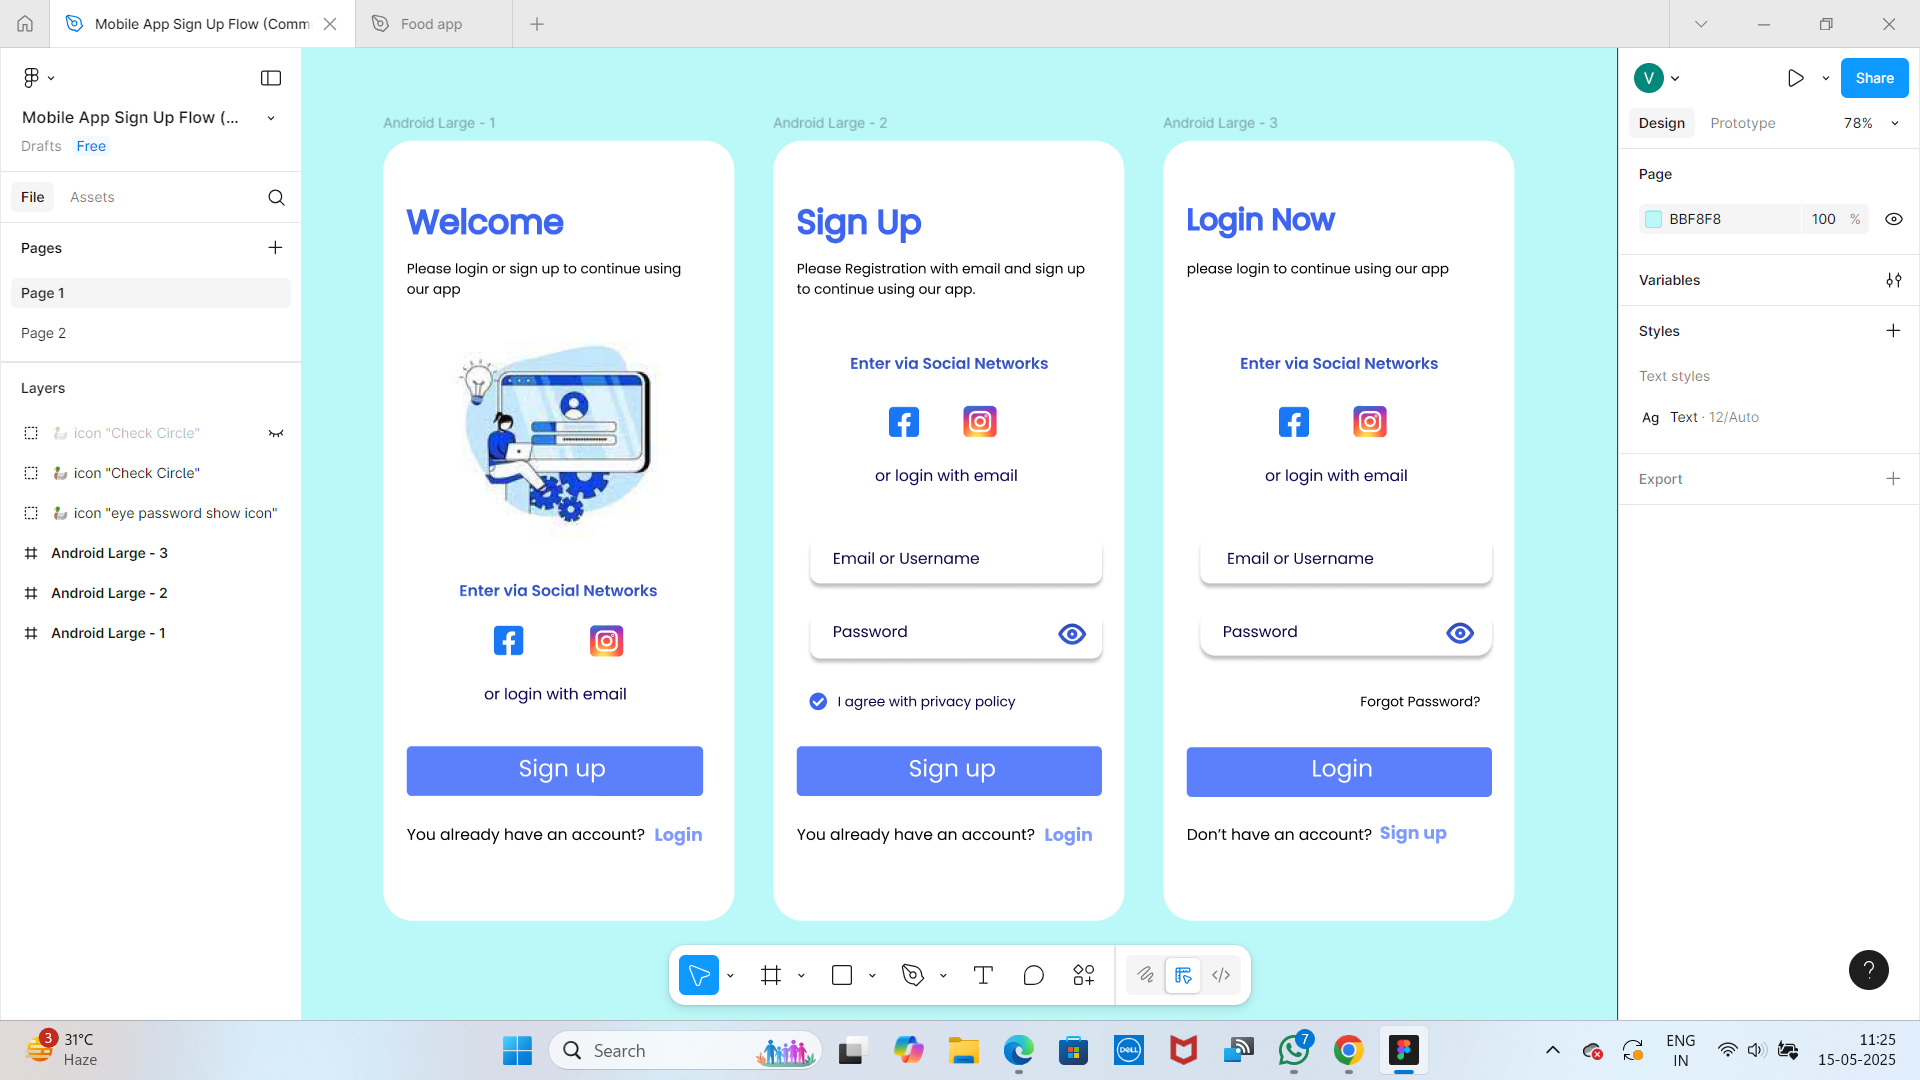 Mobile App Sign Up Flow (Comm
Food app
Mobile App Sign Up Flow (...
Drafts
Free
File
Assets
Pages
Page 1
Page 2
Layers
icon "Check Circle"
icon "Check Circle"
icon "eye password show icon"
Android Large - 3
Android Large - 2
Android Large - 1
Android Large - 1
Welcome
Please login or sign up to continue using
our app
Enter via Social Networks
or login with email
Sign up
You already have an account? Login
Android Large - 2
Sign Up
Please Registration with email and sign up
to continue using our app.
Enter via Social Networks
or login with email
Email or Username
Password
I agree with privacy policy
Sign up
You already have an account? Login
Android Large - 3
Login Now
please login to continue using our app
Enter via Social Networks
or login with email
Email or Username
Password
Forgot Password?
Login
Don’t have an account? Sign up
V
Share
Design
Prototype
78%
Page
BBF8F8
100 %
Variables
Styles
Text styles
Ag Text · 12/Auto
Export
?
3
31°C
Haze
Search
DELL
7
ENG
IN
11:25
15-05-2025